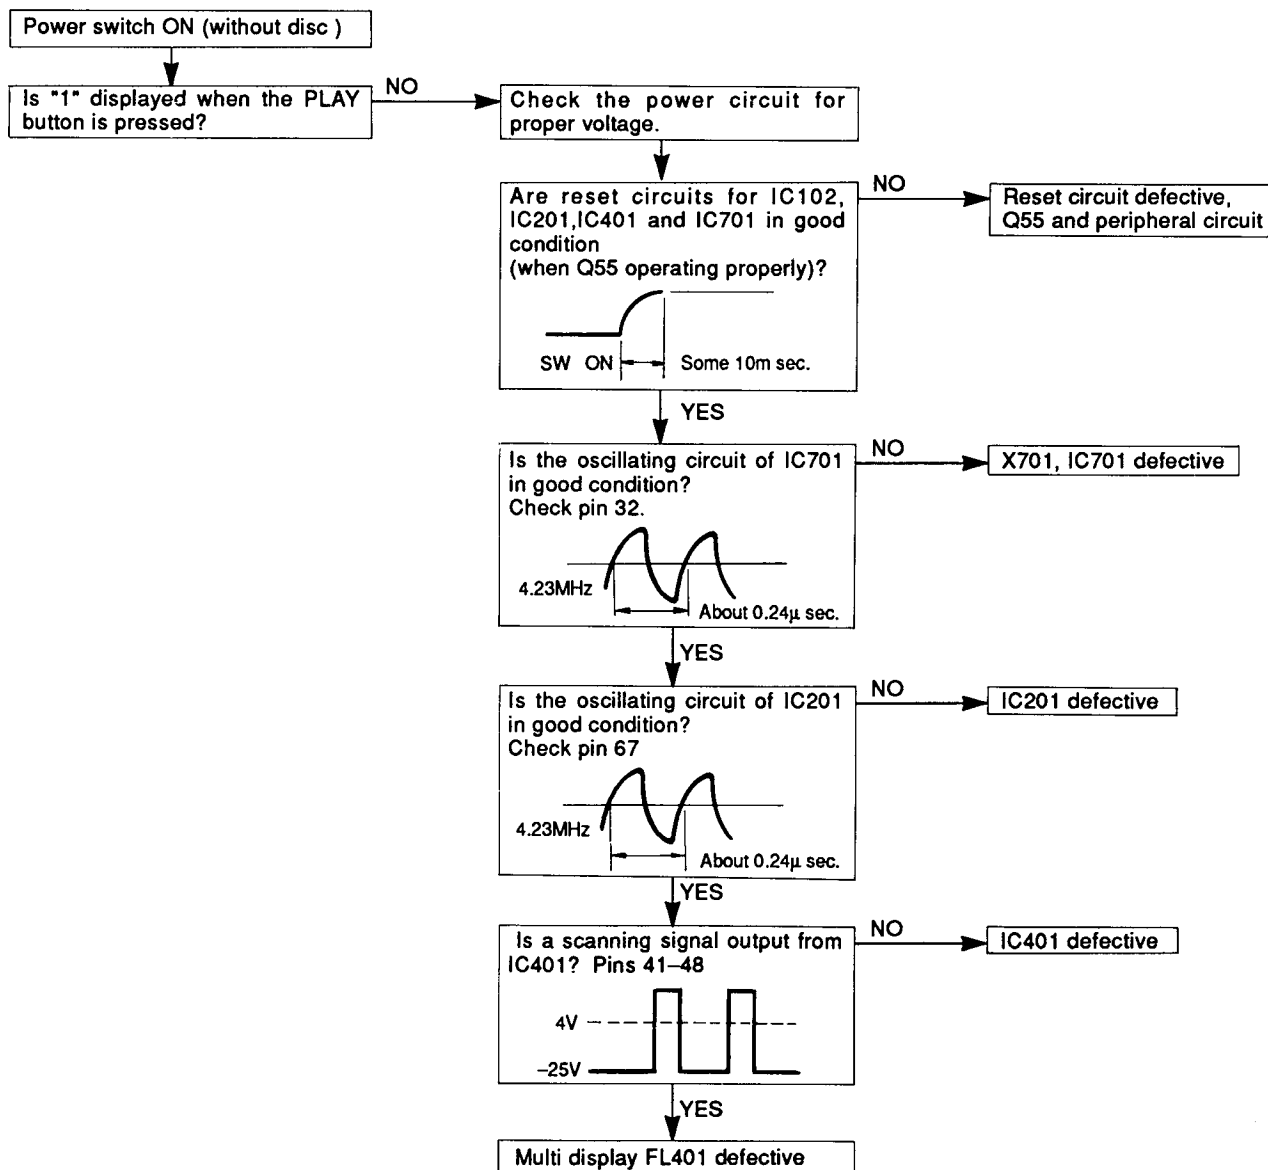 Power switch ON (without disc )
Is "1" displayed when the PLAY
button is pressed?
NO
Check the power circuit for
proper voltage.
Are reset circuits for IC102,
IC201,IC401 and IC701 in good
condition
(when Q55 operating properly)?
SW ON
Some 10m sec.
NO
Reset circuit defective,
Q55 and peripheral circuit
YES
Is the oscillating circuit of IC701
in good condition?
Check pin 32.
4.23MHz
About 0.24µ sec.
NO
X701, IC701 defective
YES
Is the oscillating circuit of IC201
in good condition?
Check pin 67
4.23MHz
About 0.24µ sec.
NO
IC201 defective
YES
Is a scanning signal output from
IC401? Pins 41–48
4V
–25V
NO
IC401 defective
YES
Multi display FL401 defective